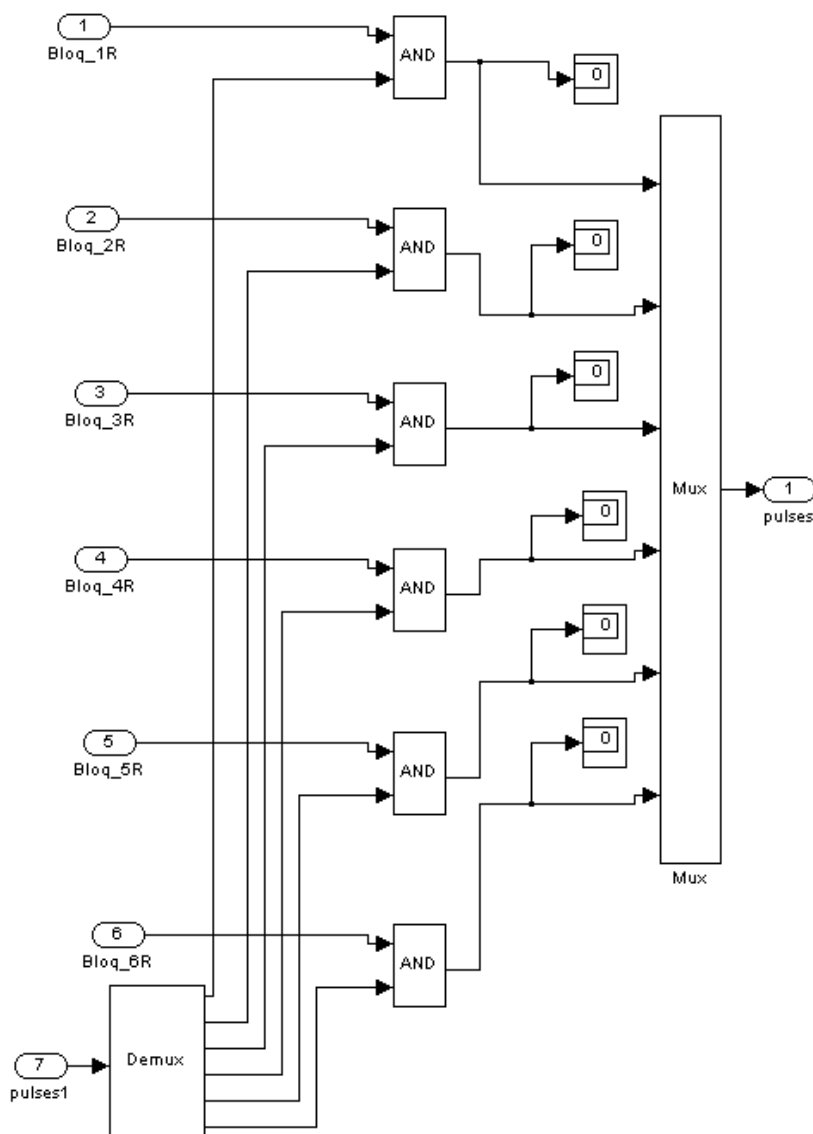 1
Bloq_1R
AND
0
2
Bloq_2R
AND
0
3
Bloq_3R
AND
0
Mux
1
pulses
4
Bloq_4R
AND
0
0
5
Bloq_5R
AND
0
Mux
6
Bloq_6R
AND
Demux
7
pulses1